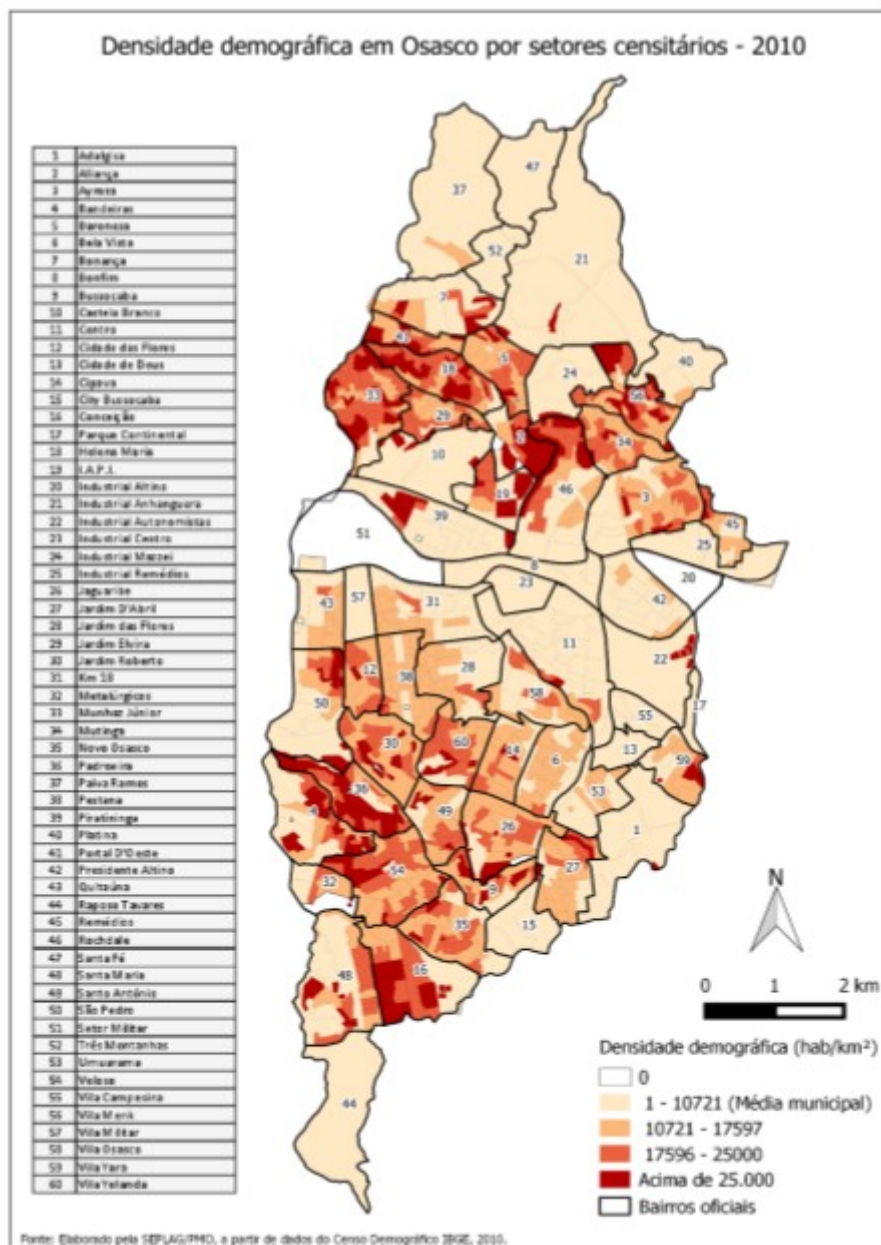 Densidade demográfica em Osasco por setores censitários - 2010
1 Adalgisa
2 Aliança
3 Ayrosa
4 Bandeiras
5 Baronesa
6 Bela Vista
7 Bonança
8 Bonfim
9 Bussocaba
10 Castelo Branco
11 Centro
12 Cidade das Flores
13 Cidade de Deus
14 Cipava
15 City Bussocaba
16 Conceição
17 Parque Continental
18 Helena Maria
19 I.A.P.I.
20 Industrial Altino
21 Industrial Anhanguera
22 Industrial Autonomistas
23 Industrial Centro
24 Industrial Mazzei
25 Industrial Remédios
26 Jaguaribe
27 Jardim D'Abril
28 Jardim das Flores
29 Jardim Elvira
30 Jardim Roberto
31 Km 18
32 Metalúrgicos
33 Munhoz Júnior
34 Mutinga
35 Novo Osasco
36 Padroeira
37 Paiva Ramos
38 Pestana
39 Piratininga
40 Platina
41 Portal D'Oeste
42 Presidente Altino
43 Quitaúna
44 Raposo Tavares
45 Remédios
46 Rochdale
47 Santa Fé
48 Santa Maria
49 Santo Antônio
50 São Pedro
51 Setor Militar
52 Três Montanhas
53 Umuarama
54 Veloso
55 Vila Campesina
56 Vila Menk
57 Vila Militar
58 Vila Osasco
59 Vila Yara
60 Vila Yolanda
47
37
52
21
7
41
5
40
24
18
33
56
29
2
34
10
46
19
3
39
45
51
25
8
20
23
57
43
31
42
11
22
12
38
28
58
50
17
55
30
60
14
13
6
59
36
53
4
49
1
26
54
27
32
9
35
15
48
16
44
N
0 1 2 km
Densidade demográfica (hab/km²)
0
1 - 10721 (Média municipal)
10721 - 17597
17596 - 25000
Acima de 25.000
Bairros oficiais
Fonte: Elaborado pela SEPLAG/PMO, a partir de dados do Censo Demográfico IBGE, 2010.